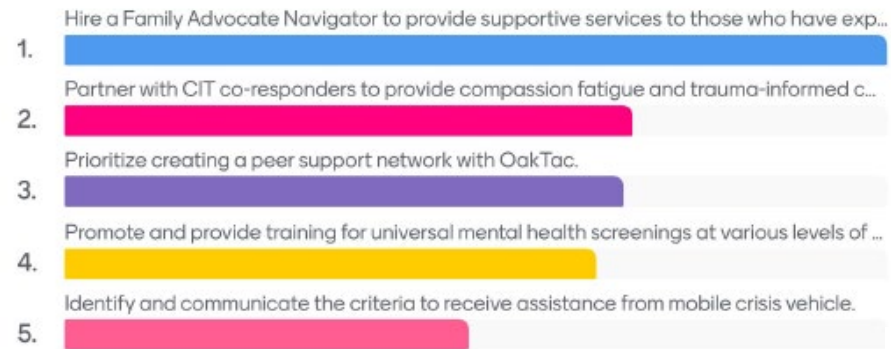 Hire a Family Advocate Navigator to provide supportive services to those who have exp...
1.
Partner with CIT co-responders to provide compassion fatigue and trauma-informed c...
2.
Prioritize creating a peer support network with OakTac.
3.
Promote and provide training for universal mental health screenings at various levels of ...
4.
Identify and communicate the criteria to receive assistance from mobile crisis vehicle.
5.